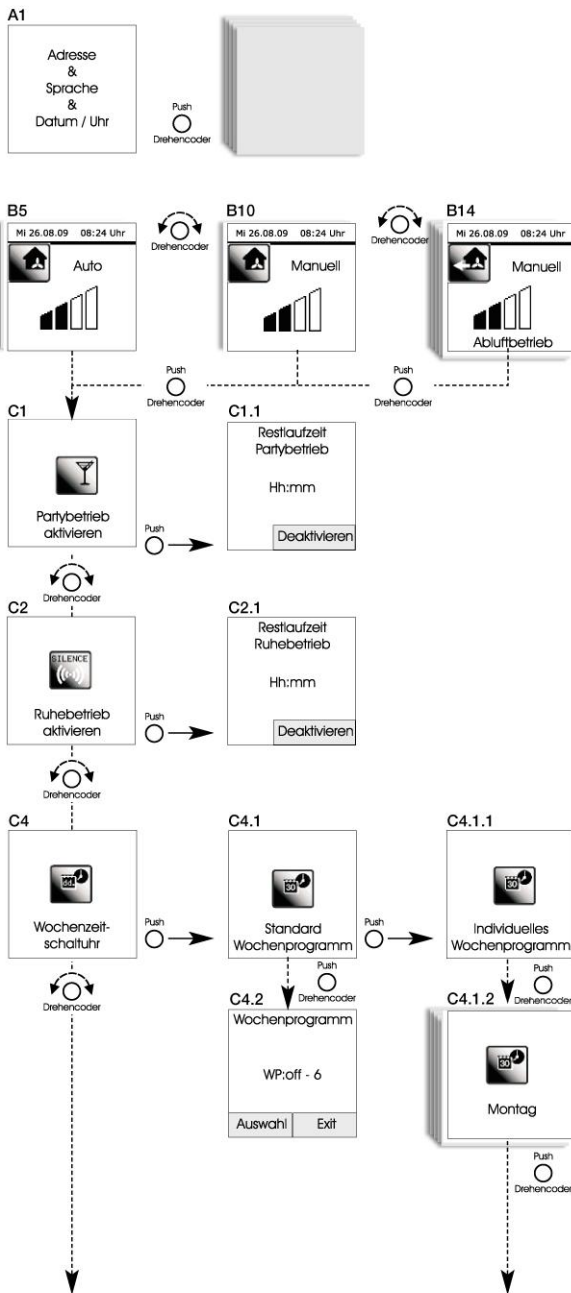 A1
Adresse
&
Sprache
&
Datum / Uhr
Push
Drehencoder
B5
Mi 26.08.09 08:24 Uhr
Auto
Drehencoder
B10
Mi 26.08.09 08:24 Uhr
Manuell
Drehencoder
B14
Mi 26.08.09 08:24 Uhr
Manuell
Abluftbetrieb
Push
Drehencoder
Push
Drehencoder
C1
Partybetrieb
aktivieren
Push
C1.1
Restlaufzeit
Partybetrieb
Hh:mm
Deaktivieren
Drehencoder
C2
SILENCE
Ruhebetrieb
aktivieren
Push
C2.1
Restlaufzeit
Ruhebetrieb
Hh:mm
Deaktivieren
Drehencoder
C4
Wochenzeit-
schaltuhr
Push
C4.1
30
Standard
Wochenprogramm
Push
C4.1.1
30
Individuelles
Wochenprogramm
Drehencoder
Push
Drehencoder
Push
Drehencoder
C4.2
Wochenprogramm
WP:off - 6
Auswahl Exit
C4.1.2
30
Montag
Push
Drehencoder